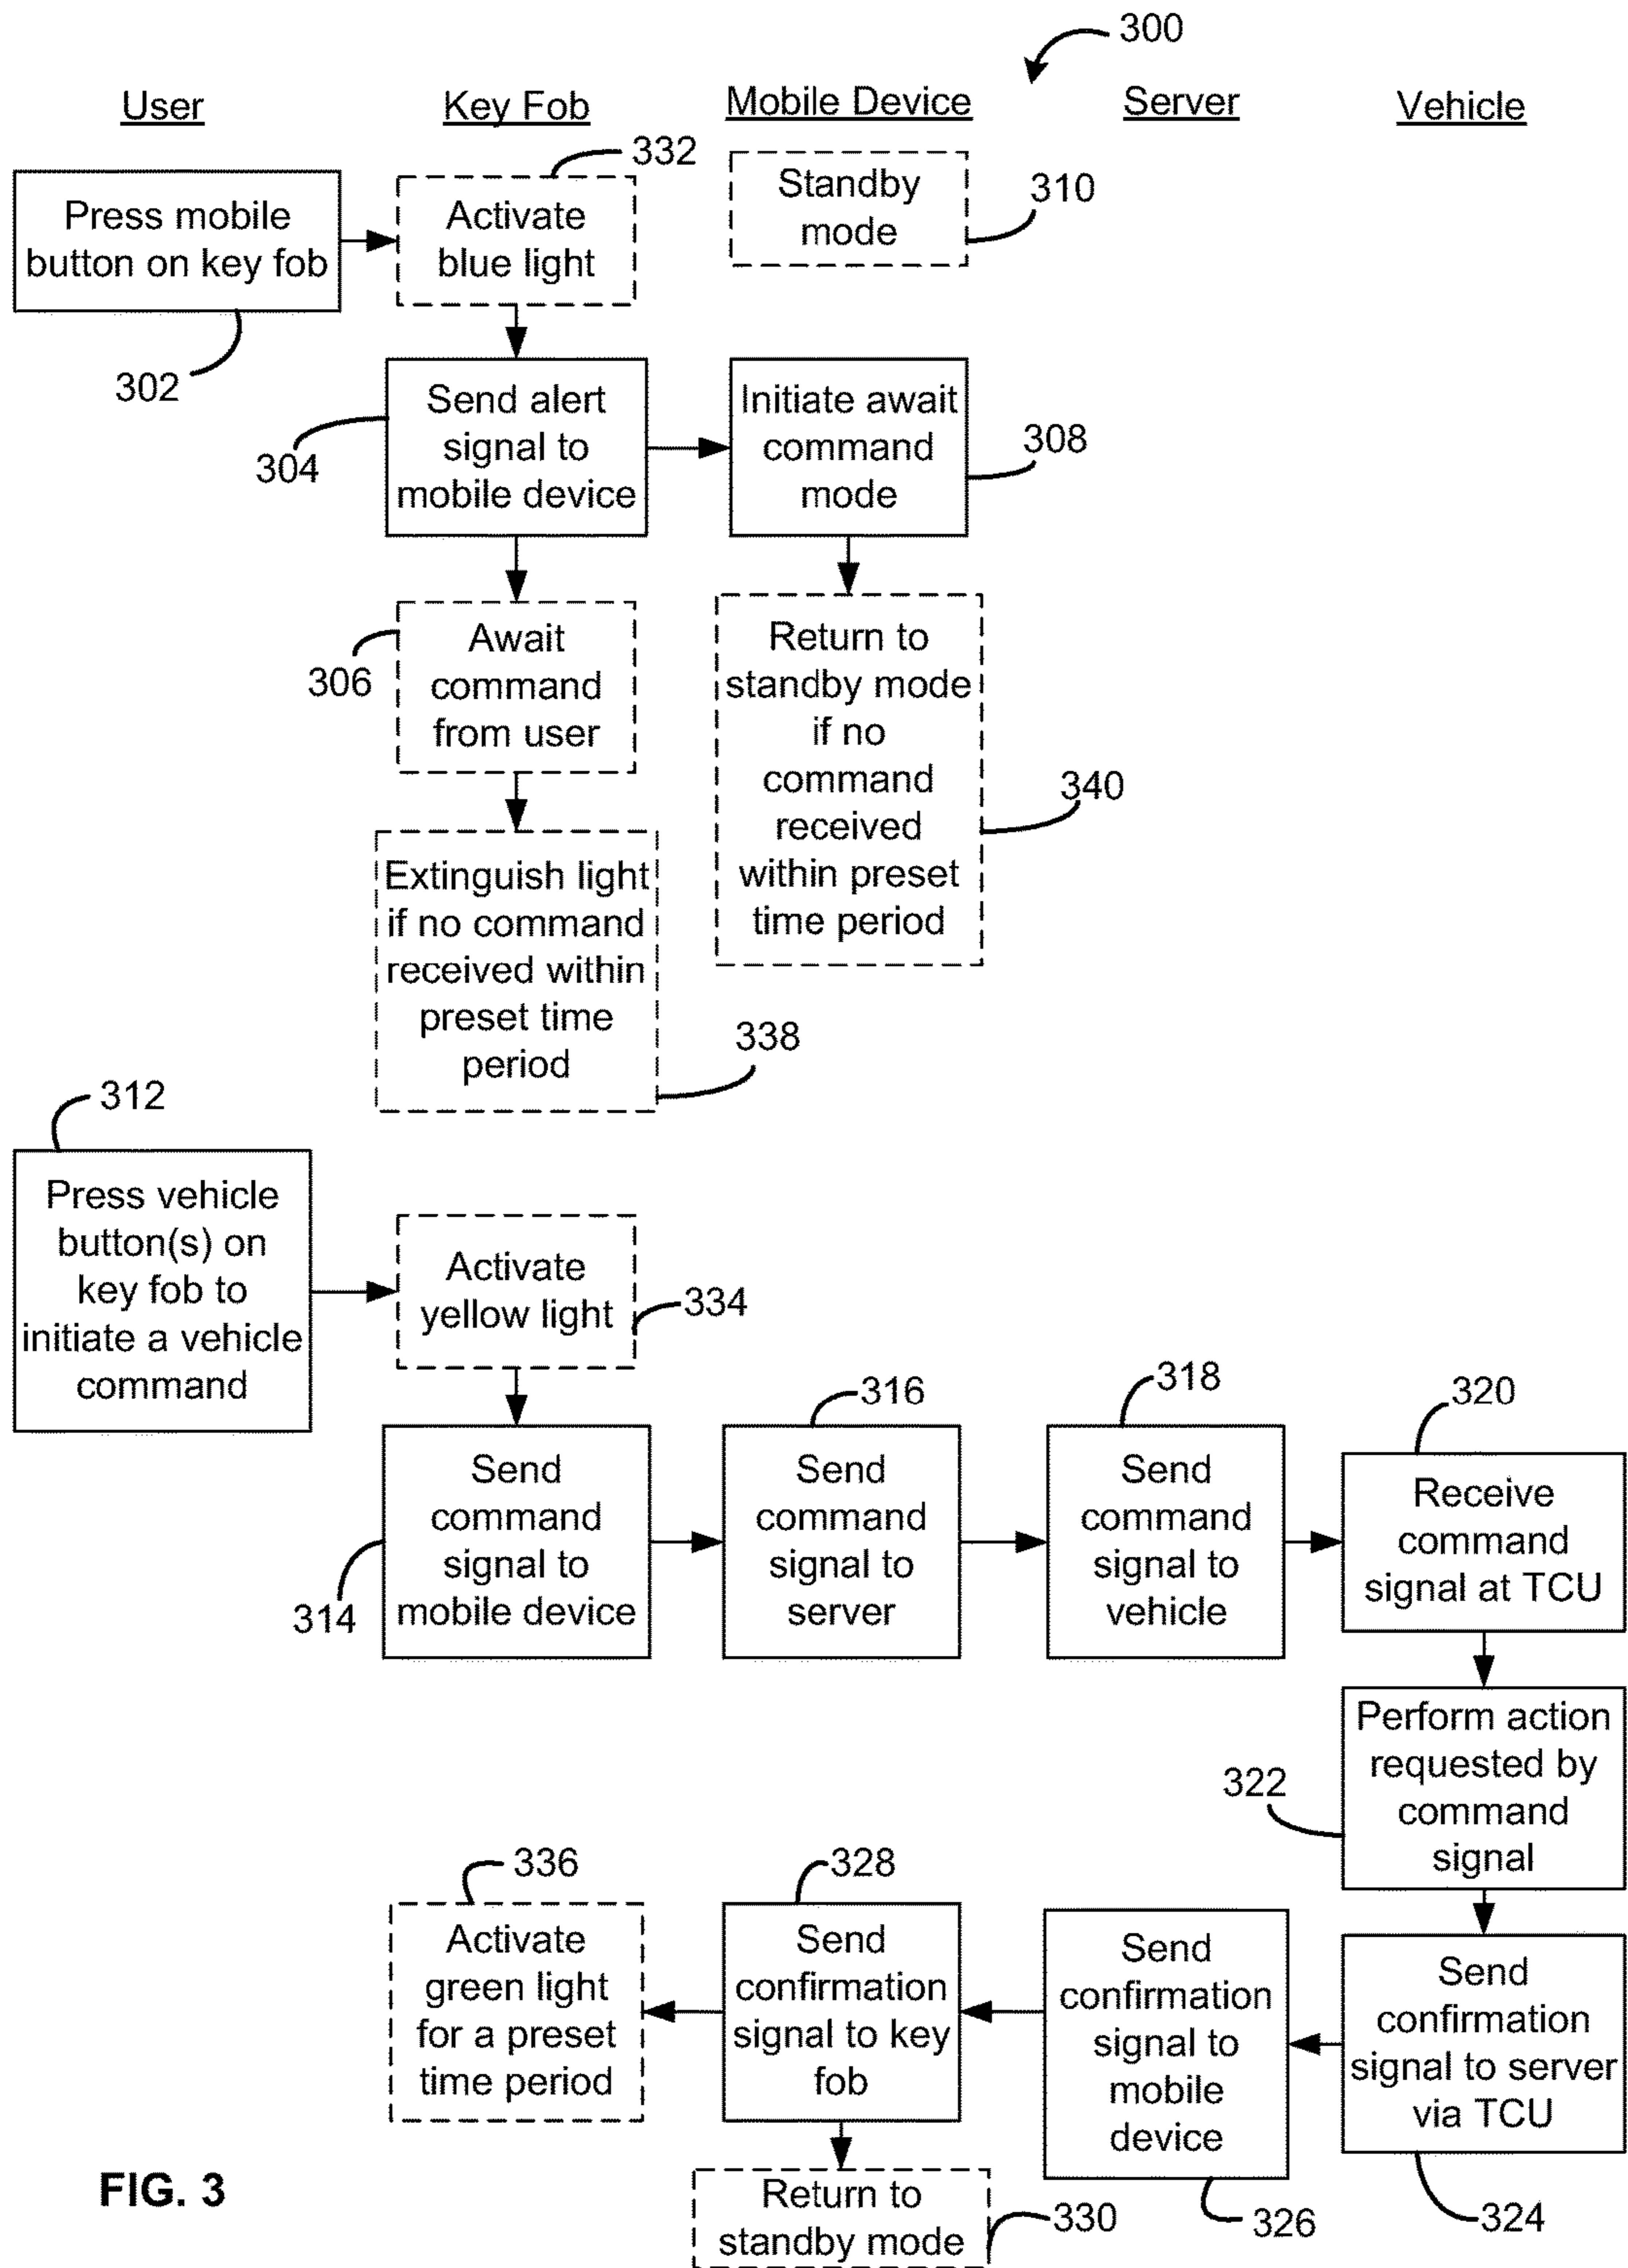 300
User
Key Fob
Mobile Device
Server
Vehicle
Press mobile
button on key fob
302
332
Activate
blue light
Standby
mode
310
Send alert
signal to
mobile device
304
Initiate await
command
mode
308
Await
command
from user
306
Return to
standby mode
if no
command
received
within preset
time period
340
Extinguish light
if no command
received within
preset time
period
338
312
Press vehicle
button(s) on
key fob to
initiate a vehicle
command
Activate
yellow light
334
Send
command
signal to
mobile device
314
316
Send
command
signal to
server
318
Send
command
signal to
vehicle
320
Receive
command
signal at TCU
Perform action
requested by
command
signal
322
Send
confirmation
signal to server
via TCU
324
Send
confirmation
signal to
mobile
device
326
328
Send
confirmation
signal to key
fob
336
Activate
green light
for a preset
time period
Return to
standby mode
330
FIG. 3